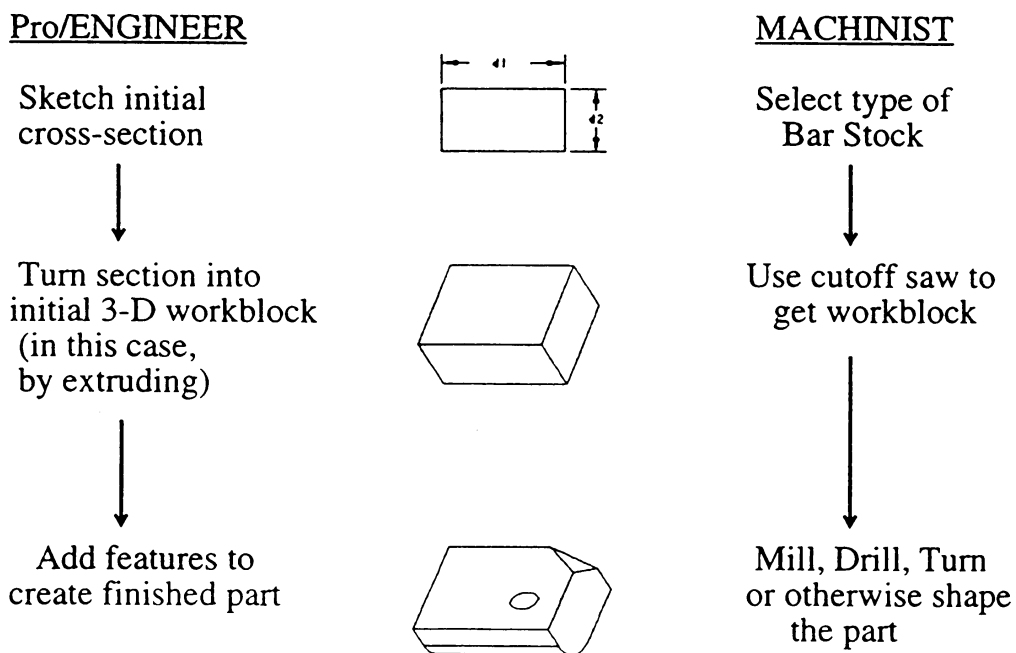 Pro/ENGINEER
Sketch initial
cross-section
Turn section into
initial 3-D workblock
(in this case,
by extruding)
Add features to
create finished part
d1
d2
MACHINIST
Select type of
Bar Stock
Use cutoff saw to
get workblock
Mill, Drill, Turn
or otherwise shape
the part